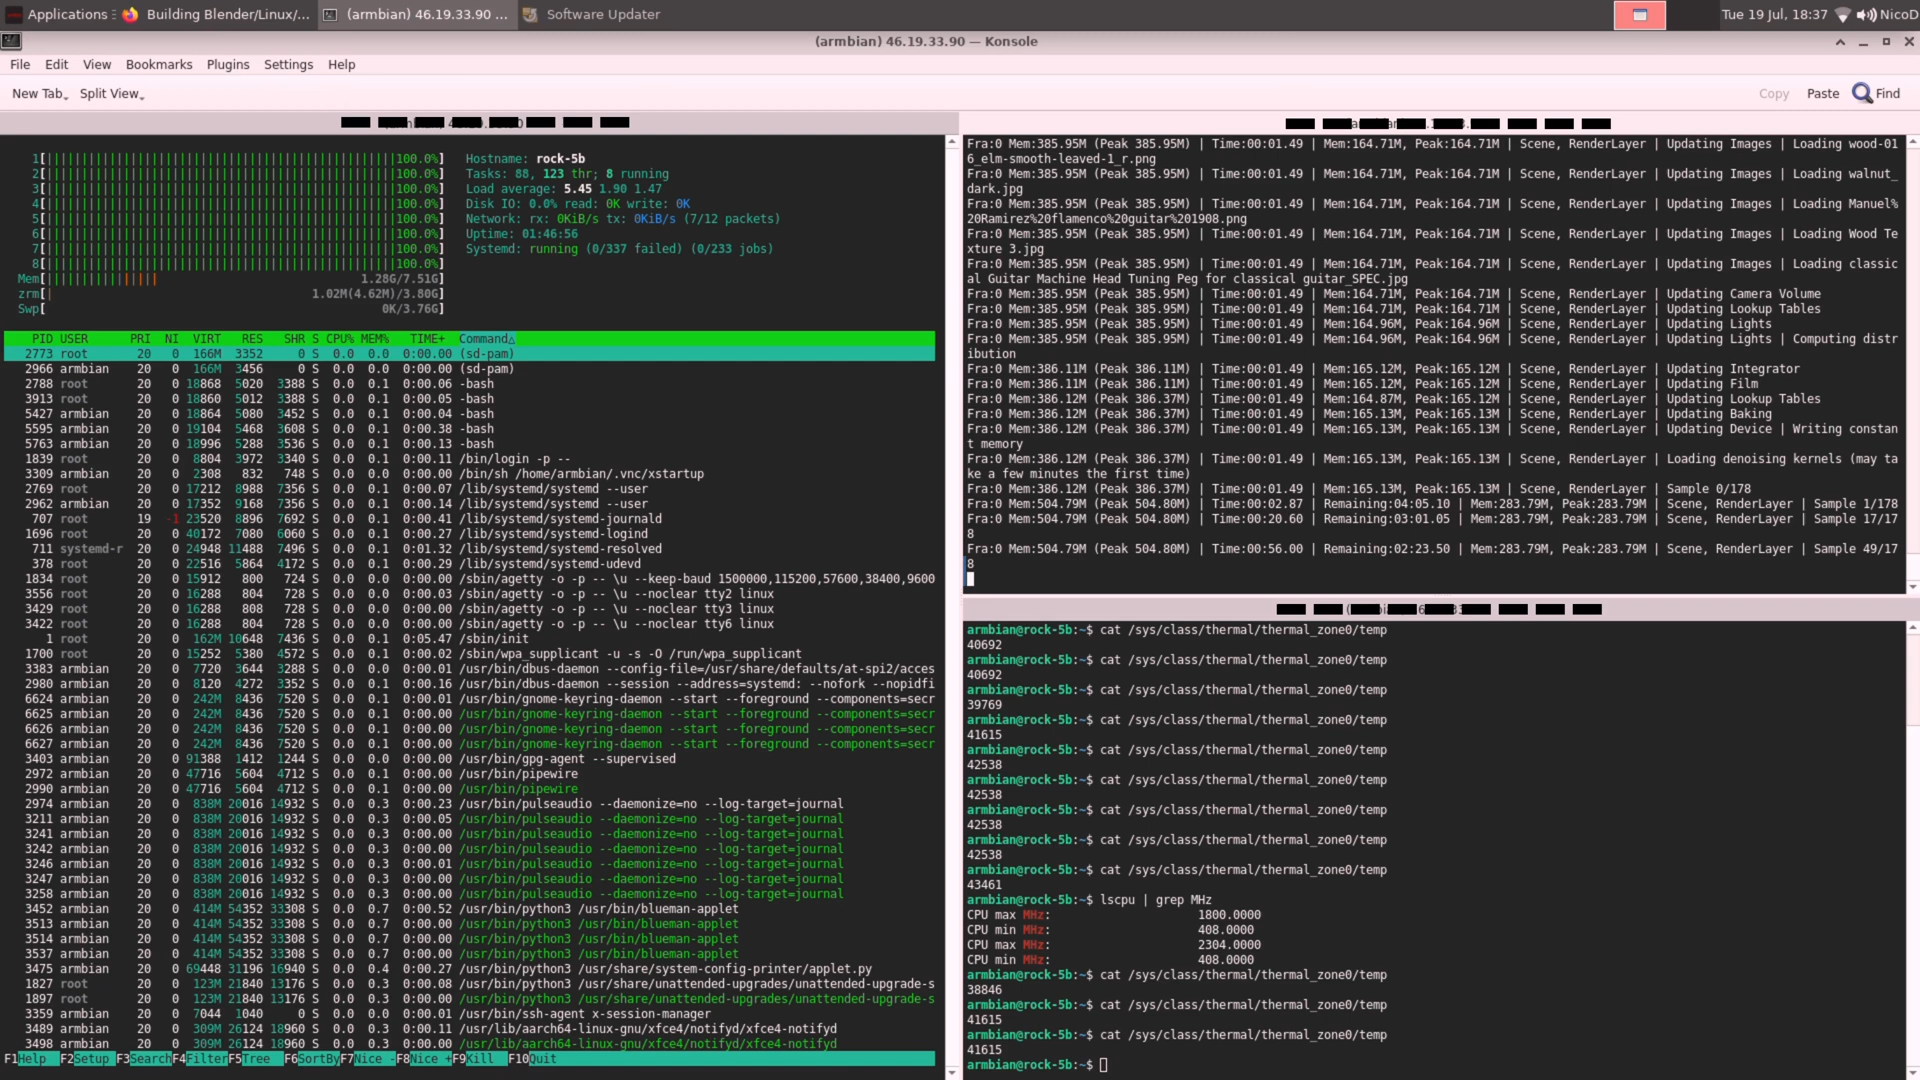 Applications
Building Blender/Linux/...
(armbian) 46.19.33.90 ...
Software Updater
Tue 19 Jul, 18:37
NicoD
(armbian) 46.19.33.90 — Konsole
File Edit View Bookmarks Plugins Settings Help
New Tab Split View
Copy Paste Find
1[100.0%] Hostname: rock-5b
2[100.0%] Tasks: 88, 123 thr; 8 running
3[100.0%] Load average: 5.45 1.90 1.47
4[100.0%] Disk IO: 0.0% read: 0K write: 0K
5[100.0%] Network: rx: 0KiB/s tx: 0KiB/s (7/12 packets)
6[100.0%] Uptime: 01:46:56
7[100.0%] Systemd: running (0/337 failed) (0/233 jobs)
8[100.0%]
Mem[1.28G/7.51G]
zrm[1.02M(4.62M)/3.80G]
Swp[0K/3.76G]
PID USER PRI NI VIRT RES SHR S CPU% MEM% TIME+ Command△
2773 root 20 0 166M 3352 0 S 0.0 0.0 0:00.00 (sd-pam)
2966 armbian 20 0 166M 3456 0 S 0.0 0.0 0:00.00 (sd-pam)
2788 root 20 0 18868 5020 3388 S 0.0 0.1 0:00.06 -bash
3913 root 20 0 18860 5012 3388 S 0.0 0.1 0:00.05 -bash
5427 armbian 20 0 18864 5080 3452 S 0.0 0.1 0:00.04 -bash
5595 armbian 20 0 19104 5468 3608 S 0.0 0.1 0:00.38 -bash
5763 armbian 20 0 18996 5288 3536 S 0.0 0.1 0:00.13 -bash
1839 root 20 0 8804 3972 3340 S 0.0 0.1 0:00.11 /bin/login -p --
3309 armbian 20 0 2308 832 748 S 0.0 0.0 0:00.00 /bin/sh /home/armbian/.vnc/xstartup
2769 root 20 0 17212 8988 7356 S 0.0 0.1 0:00.07 /lib/systemd/systemd --user
2962 armbian 20 0 17352 9168 7356 S 0.0 0.1 0:00.14 /lib/systemd/systemd --user
707 root 19 -1 23520 8896 7692 S 0.0 0.1 0:00.41 /lib/systemd/systemd-journald
1696 root 20 0 40172 7080 6060 S 0.0 0.1 0:00.27 /lib/systemd/systemd-logind
711 systemd-r 20 0 24948 11488 7496 S 0.0 0.1 0:01.32 /lib/systemd/systemd-resolved
378 root 20 0 22516 5864 4172 S 0.0 0.1 0:00.29 /lib/systemd/systemd-udevd
1834 root 20 0 15912 800 724 S 0.0 0.0 0:00.00 /sbin/agetty -o -p -- \u --keep-baud 1500000,115200,57600,38400,9600
3556 root 20 0 16288 804 728 S 0.0 0.0 0:00.03 /sbin/agetty -o -p -- \u --noclear tty2 linux
3429 root 20 0 16288 808 728 S 0.0 0.0 0:00.00 /sbin/agetty -o -p -- \u --noclear tty3 linux
3422 root 20 0 16288 804 728 S 0.0 0.0 0:00.00 /sbin/agetty -o -p -- \u --noclear tty6 linux
1 root 20 0 162M 10648 7436 S 0.0 0.1 0:05.47 /sbin/init
1700 root 20 0 15252 5380 4572 S 0.0 0.1 0:00.02 /sbin/wpa_supplicant -u -s -O /run/wpa_supplicant
3383 armbian 20 0 7720 3644 3288 S 0.0 0.0 0:00.01 /usr/bin/dbus-daemon --config-file=/usr/share/defaults/at-spi2/acces
2980 armbian 20 0 8120 4272 3352 S 0.0 0.1 0:00.16 /usr/bin/dbus-daemon --session --address=systemd: --nofork --nopidfi
6624 armbian 20 0 242M 8436 7520 S 0.0 0.1 0:00.01 /usr/bin/gnome-keyring-daemon --start --foreground --components=secr
6625 armbian 20 0 242M 8436 7520 S 0.0 0.1 0:00.00 /usr/bin/gnome-keyring-daemon --start --foreground --components=secr
6626 armbian 20 0 242M 8436 7520 S 0.0 0.1 0:00.00 /usr/bin/gnome-keyring-daemon --start --foreground --components=secr
6627 armbian 20 0 242M 8436 7520 S 0.0 0.1 0:00.00 /usr/bin/gnome-keyring-daemon --start --foreground --components=secr
3403 armbian 20 0 91388 1412 1244 S 0.0 0.0 0:00.00 /usr/bin/gpg-agent --supervised
2972 armbian 20 0 47716 5604 4712 S 0.0 0.1 0:00.00 /usr/bin/pipewire
2990 armbian 20 0 47716 5604 4712 S 0.0 0.1 0:00.00 /usr/bin/pipewire
2974 armbian 20 0 838M 20016 14932 S 0.0 0.3 0:00.23 /usr/bin/pulseaudio --daemonize=no --log-target=journal
3211 armbian 20 0 838M 20016 14932 S 0.0 0.3 0:00.05 /usr/bin/pulseaudio --daemonize=no --log-target=journal
3241 armbian 20 0 838M 20016 14932 S 0.0 0.3 0:00.00 /usr/bin/pulseaudio --daemonize=no --log-target=journal
3242 armbian 20 0 838M 20016 14932 S 0.0 0.3 0:00.00 /usr/bin/pulseaudio --daemonize=no --log-target=journal
3246 armbian 20 0 838M 20016 14932 S 0.0 0.3 0:00.01 /usr/bin/pulseaudio --daemonize=no --log-target=journal
3247 armbian 20 0 838M 20016 14932 S 0.0 0.3 0:00.00 /usr/bin/pulseaudio --daemonize=no --log-target=journal
3258 armbian 20 0 838M 20016 14932 S 0.0 0.3 0:00.00 /usr/bin/pulseaudio --daemonize=no --log-target=journal
3452 armbian 20 0 414M 54352 33308 S 0.0 0.7 0:00.52 /usr/bin/python3 /usr/bin/blueman-applet
3513 armbian 20 0 414M 54352 33308 S 0.0 0.7 0:00.00 /usr/bin/python3 /usr/bin/blueman-applet
3514 armbian 20 0 414M 54352 33308 S 0.0 0.7 0:00.00 /usr/bin/python3 /usr/bin/blueman-applet
3537 armbian 20 0 414M 54352 33308 S 0.0 0.7 0:00.00 /usr/bin/python3 /usr/bin/blueman-applet
3475 armbian 20 0 69448 31196 16940 S 0.0 0.4 0:00.27 /usr/bin/python3 /usr/share/system-config-printer/applet.py
1827 root 20 0 123M 21840 13176 S 0.0 0.3 0:00.08 /usr/bin/python3 /usr/share/unattended-upgrades/unattended-upgrade-s
1897 root 20 0 123M 21840 13176 S 0.0 0.3 0:00.00 /usr/bin/python3 /usr/share/unattended-upgrades/unattended-upgrade-s
3359 armbian 20 0 7044 1040 0 S 0.0 0.0 0:00.01 /usr/bin/ssh-agent x-session-manager
3489 armbian 20 0 309M 26124 18960 S 0.0 0.3 0:00.11 /usr/lib/aarch64-linux-gnu/xfce4/notifyd/xfce4-notifyd
3498 armbian 20 0 309M 26124 18960 S 0.0 0.3 0:00.00 /usr/lib/aarch64-linux-gnu/xfce4/notifyd/xfce4-notifyd
F1Help F2Setup F3SearchF4FilterF5Tree F6SortByF7Nice -F8Nice +F9Kill F10Quit
Fra:0 Mem:385.95M (Peak 385.95M) | Time:00:01.49 | Mem:164.71M, Peak:164.71M | Scene, RenderLayer | Updating Images | Loading wood-01
6_elm-smooth-leaved-1_r.png
Fra:0 Mem:385.95M (Peak 385.95M) | Time:00:01.49 | Mem:164.71M, Peak:164.71M | Scene, RenderLayer | Updating Images | Loading walnut_
dark.jpg
Fra:0 Mem:385.95M (Peak 385.95M) | Time:00:01.49 | Mem:164.71M, Peak:164.71M | Scene, RenderLayer | Updating Images | Loading Manuel%
20Ramirez%20flamenco%20guitar%201908.png
Fra:0 Mem:385.95M (Peak 385.95M) | Time:00:01.49 | Mem:164.71M, Peak:164.71M | Scene, RenderLayer | Updating Images | Loading Wood Te
xture 3.jpg
Fra:0 Mem:385.95M (Peak 385.95M) | Time:00:01.49 | Mem:164.71M, Peak:164.71M | Scene, RenderLayer | Updating Images | Loading classic
al Guitar Machine Head Tuning Peg for classical guitar_SPEC.jpg
Fra:0 Mem:385.95M (Peak 385.95M) | Time:00:01.49 | Mem:164.71M, Peak:164.71M | Scene, RenderLayer | Updating Camera Volume
Fra:0 Mem:385.95M (Peak 385.95M) | Time:00:01.49 | Mem:164.71M, Peak:164.71M | Scene, RenderLayer | Updating Lookup Tables
Fra:0 Mem:385.95M (Peak 385.95M) | Time:00:01.49 | Mem:164.96M, Peak:164.96M | Scene, RenderLayer | Updating Lights
Fra:0 Mem:385.95M (Peak 385.95M) | Time:00:01.49 | Mem:164.96M, Peak:164.96M | Scene, RenderLayer | Updating Lights | Computing distr
ibution
Fra:0 Mem:386.11M (Peak 386.11M) | Time:00:01.49 | Mem:165.12M, Peak:165.12M | Scene, RenderLayer | Updating Integrator
Fra:0 Mem:386.11M (Peak 386.11M) | Time:00:01.49 | Mem:165.12M, Peak:165.12M | Scene, RenderLayer | Updating Film
Fra:0 Mem:386.12M (Peak 386.37M) | Time:00:01.49 | Mem:164.87M, Peak:165.12M | Scene, RenderLayer | Updating Lookup Tables
Fra:0 Mem:386.12M (Peak 386.37M) | Time:00:01.49 | Mem:165.13M, Peak:165.13M | Scene, RenderLayer | Updating Baking
Fra:0 Mem:386.12M (Peak 386.37M) | Time:00:01.49 | Mem:165.13M, Peak:165.13M | Scene, RenderLayer | Updating Device | Writing constan
t memory
Fra:0 Mem:386.12M (Peak 386.37M) | Time:00:01.49 | Mem:165.13M, Peak:165.13M | Scene, RenderLayer | Loading denoising kernels (may ta
ke a few minutes the first time)
Fra:0 Mem:386.12M (Peak 386.37M) | Time:00:01.49 | Mem:165.13M, Peak:165.13M | Scene, RenderLayer | Sample 0/178
Fra:0 Mem:504.79M (Peak 504.80M) | Time:00:02.87 | Remaining:04:05.10 | Mem:283.79M, Peak:283.79M | Scene, RenderLayer | Sample 1/178
Fra:0 Mem:504.79M (Peak 504.80M) | Time:00:20.60 | Remaining:03:01.05 | Mem:283.79M, Peak:283.79M | Scene, RenderLayer | Sample 17/17
8
Fra:0 Mem:504.79M (Peak 504.80M) | Time:00:56.00 | Remaining:02:23.50 | Mem:283.79M, Peak:283.79M | Scene, RenderLayer | Sample 49/17
8
armbian@rock-5b:~$ cat /sys/class/thermal/thermal_zone0/temp
40692
armbian@rock-5b:~$ cat /sys/class/thermal/thermal_zone0/temp
40692
armbian@rock-5b:~$ cat /sys/class/thermal/thermal_zone0/temp
39769
armbian@rock-5b:~$ cat /sys/class/thermal/thermal_zone0/temp
41615
armbian@rock-5b:~$ cat /sys/class/thermal/thermal_zone0/temp
42538
armbian@rock-5b:~$ cat /sys/class/thermal/thermal_zone0/temp
42538
armbian@rock-5b:~$ cat /sys/class/thermal/thermal_zone0/temp
42538
armbian@rock-5b:~$ cat /sys/class/thermal/thermal_zone0/temp
42538
armbian@rock-5b:~$ cat /sys/class/thermal/thermal_zone0/temp
43461
armbian@rock-5b:~$ lscpu | grep MHz
CPU max MHz: 1800.0000
CPU min MHz: 408.0000
CPU max MHz: 2304.0000
CPU min MHz: 408.0000
armbian@rock-5b:~$ cat /sys/class/thermal/thermal_zone0/temp
38846
armbian@rock-5b:~$ cat /sys/class/thermal/thermal_zone0/temp
41615
armbian@rock-5b:~$ cat /sys/class/thermal/thermal_zone0/temp
41615
armbian@rock-5b:~$